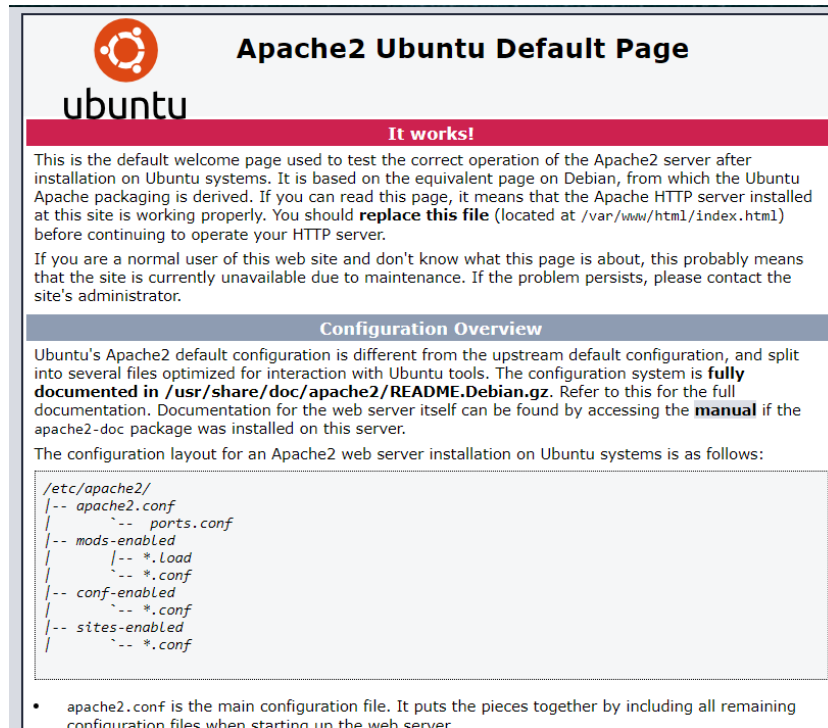 Apache2 Ubuntu Default Page
ubuntu
It works!
This is the default welcome page used to test the correct operation of the Apache2 server after
installation on Ubuntu systems. It is based on the equivalent page on Debian, from which the Ubuntu
Apache packaging is derived. If you can read this page, it means that the Apache HTTP server installed
at this site is working properly. You should replace this file (located at /var/www/html/index.html)
before continuing to operate your HTTP server.
If you are a normal user of this web site and don't know what this page is about, this probably means
that the site is currently unavailable due to maintenance. If the problem persists, please contact the
site's administrator.
Configuration Overview
Ubuntu's Apache2 default configuration is different from the upstream default configuration, and split
into several files optimized for interaction with Ubuntu tools. The configuration system is fully
documented in /usr/share/doc/apache2/README.Debian.gz. Refer to this for the full
documentation. Documentation for the web server itself can be found by accessing the manual if the
apache2-doc package was installed on this server.
The configuration layout for an Apache2 web server installation on Ubuntu systems is as follows:
/etc/apache2/
|-- apache2.conf
|       `--  ports.conf
|-- mods-enabled
|       |-- *.load
|       `-- *.conf
|-- conf-enabled
|       `-- *.conf
|-- sites-enabled
|       `-- *.conf
• apache2.conf is the main configuration file. It puts the pieces together by including all remaining
configuration files when starting up the web server.